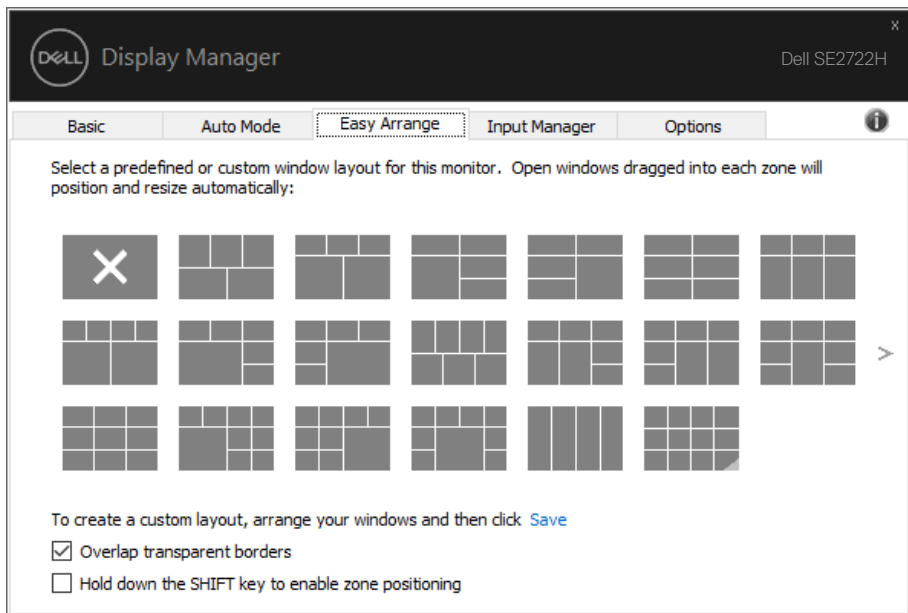 x
DELL Display Manager
Dell SE2722H
Basic Auto Mode Easy Arrange Input Manager Options
Select a predefined or custom window layout for this monitor. Open windows dragged into each zone will
position and resize automatically:
>
To create a custom layout, arrange your windows and then click Save
Overlap transparent borders
Hold down the SHIFT key to enable zone positioning